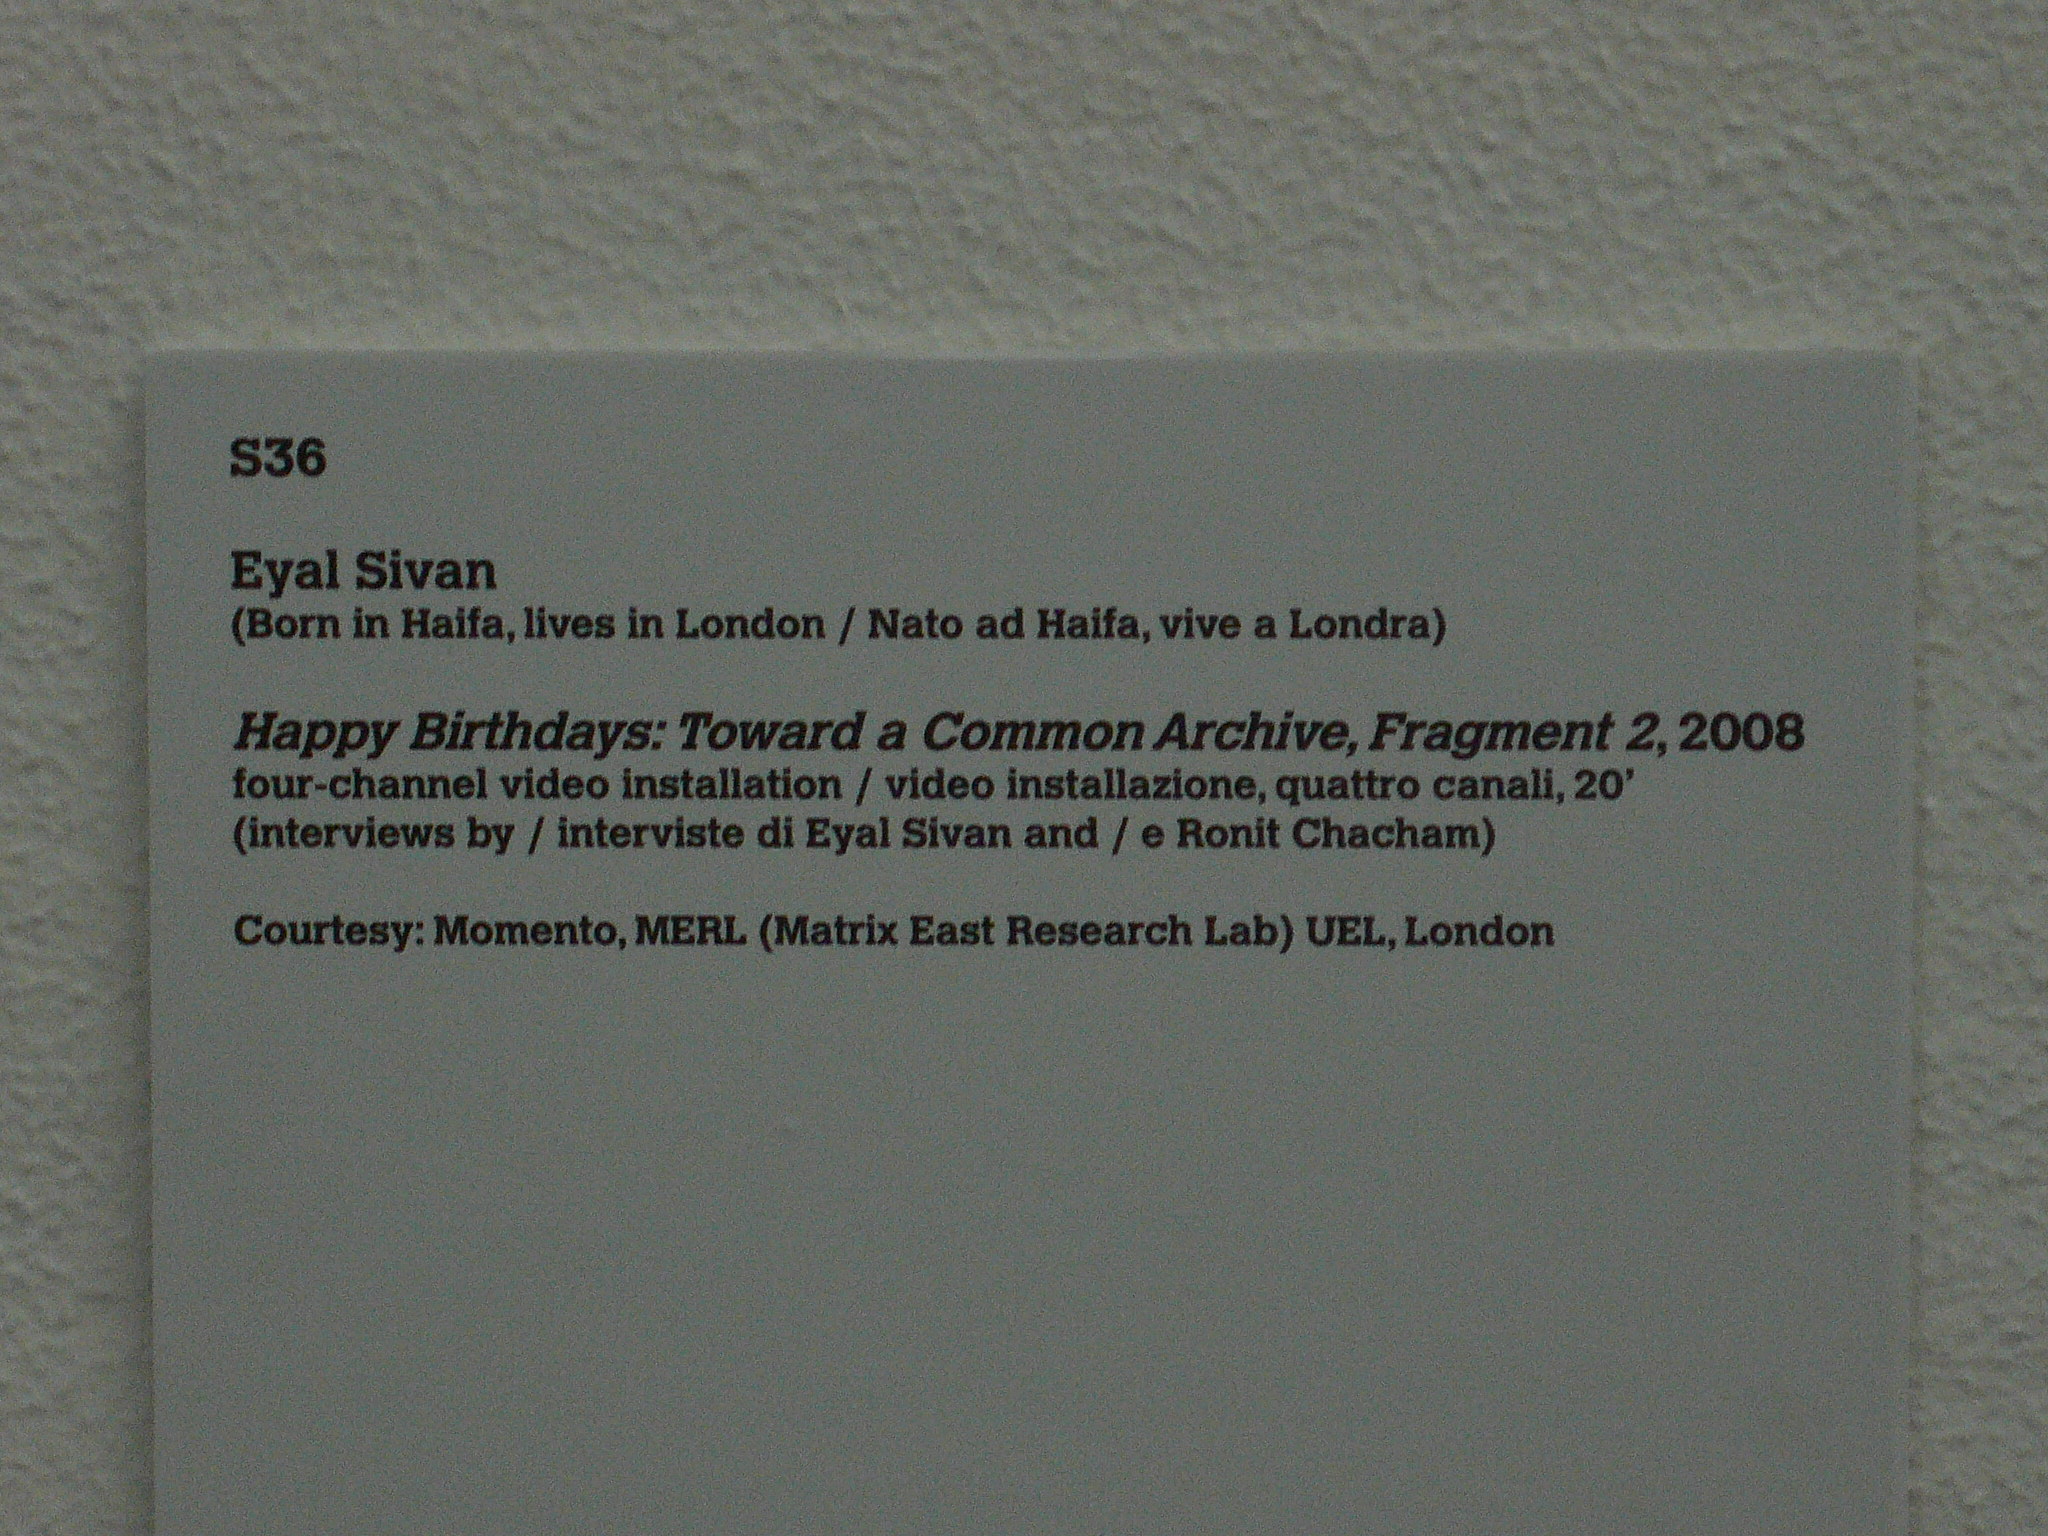 S36
Eyal Sivan
(Born in Haifa, lives in London / Nato ad Haifa, vive a Londra)
Happy Birthdays: Toward a Common Archive, Fragment 2, 2008
four-channel video installation / video installazione, quattro canali, 20’
(interviews by / interviste di Eyal Sivan and / e Ronit Chacham)
Courtesy: Momento, MERL (Matrix East Research Lab) UEL, London